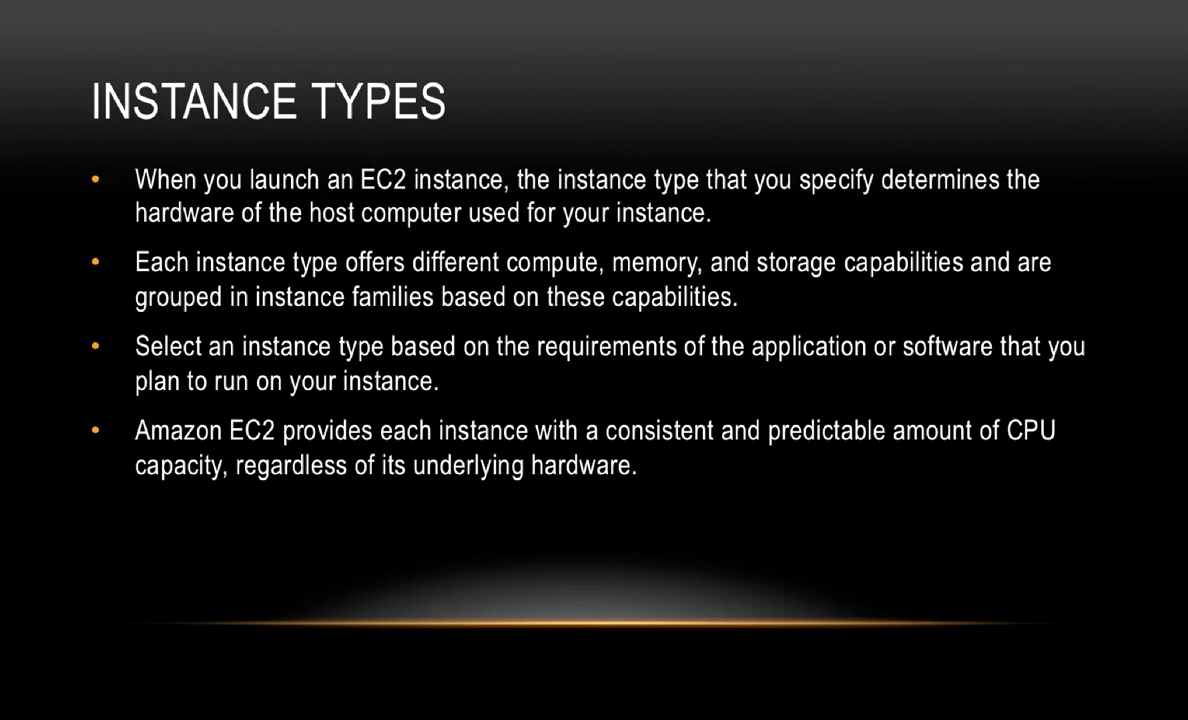 INSTANCE TYPES
• When you launch an EC2 instance, the instance type that you specify determines the
hardware of the host computer used for your instance.
• Each instance type offers different compute, memory, and storage capabilities and are
grouped in instance families based on these capabilities.
• Select an instance type based on the requirements of the application or software that you
plan to run on your instance.
• Amazon EC2 provides each instance with a consistent and predictable amount of CPU
capacity, regardless of its underlying hardware.